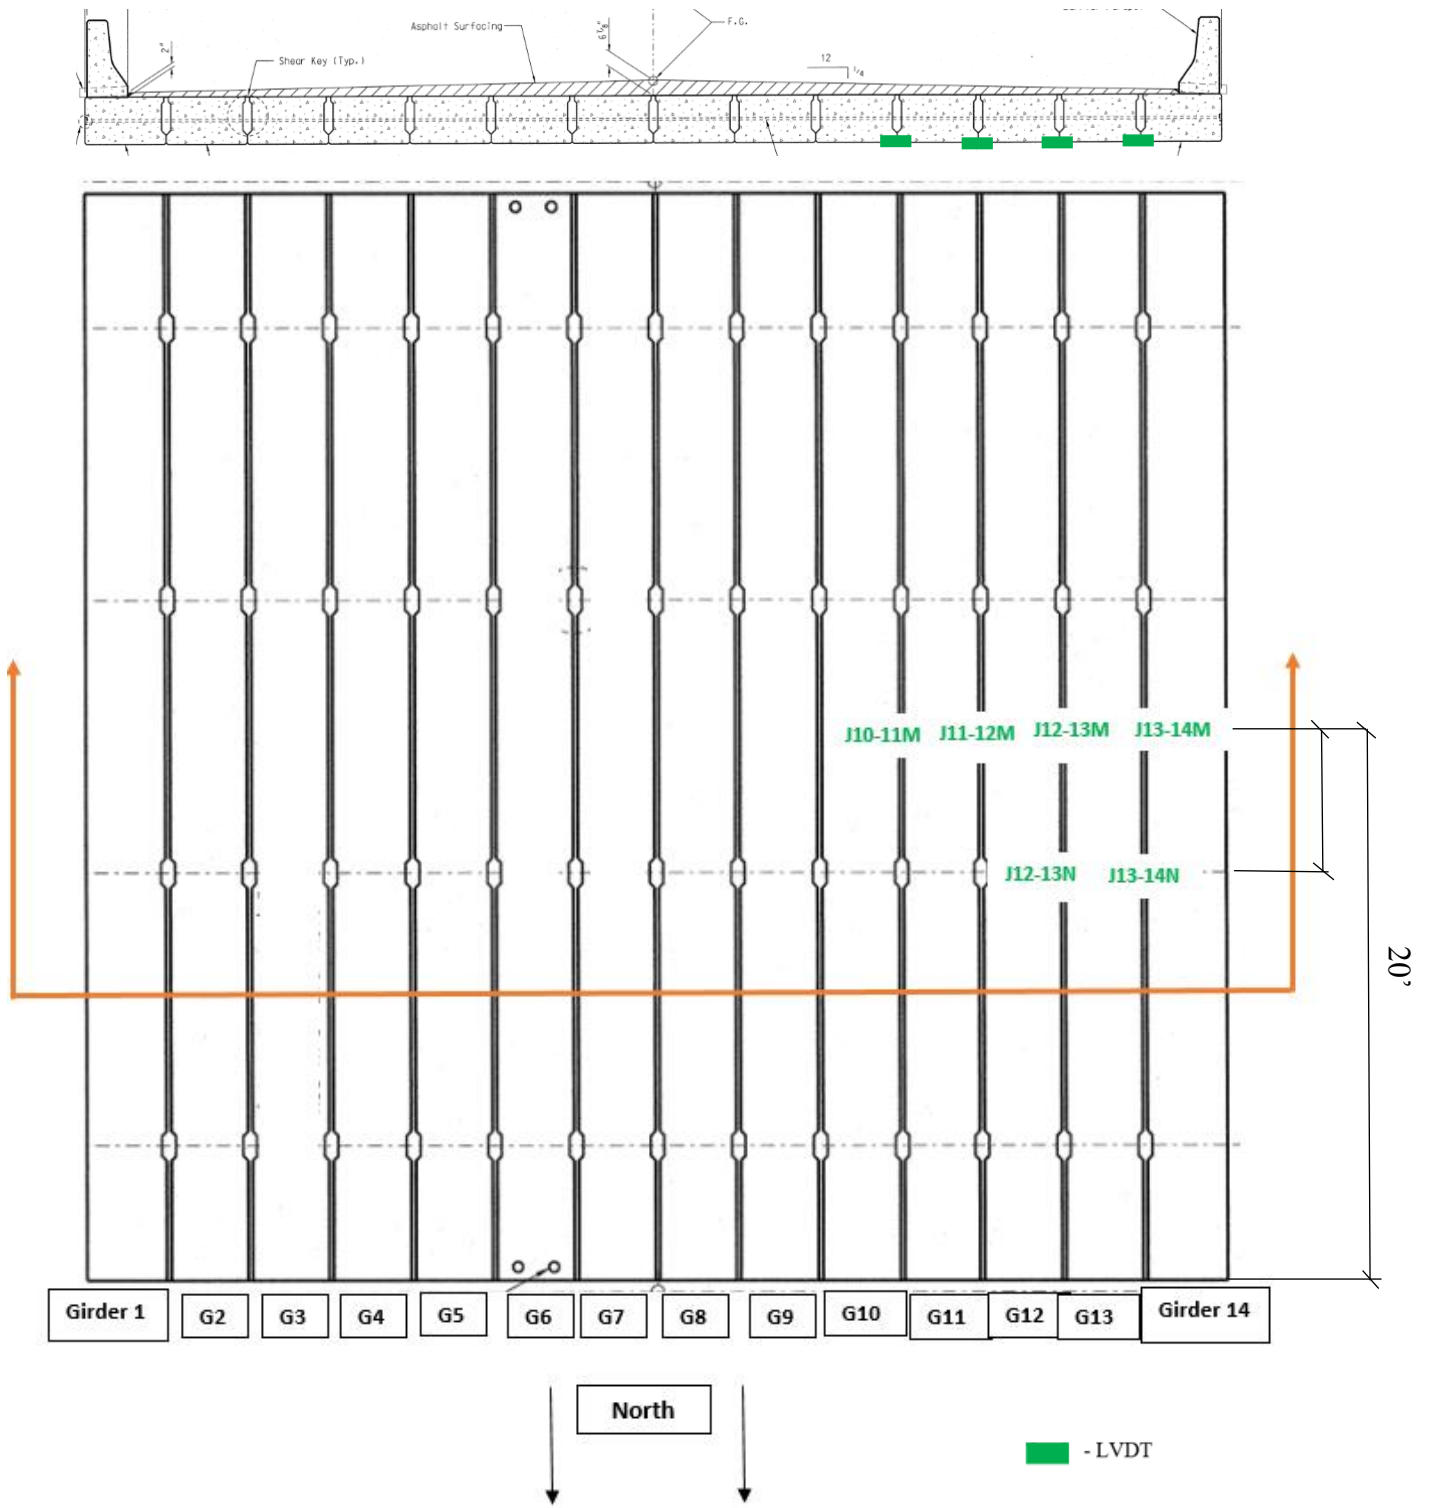 Asphalt Surfacing
6 1/8"
F.G.
2"
Shear Key (Typ.)
12
1/4
J10-11M
J11-12M
J12-13M
J13-14M
J12-13N
J13-14N
20’
Girder 1
G2
G3
G4
G5
G6
G7
G8
G9
G10
G11
G12
G13
Girder 14
North
- LVDT